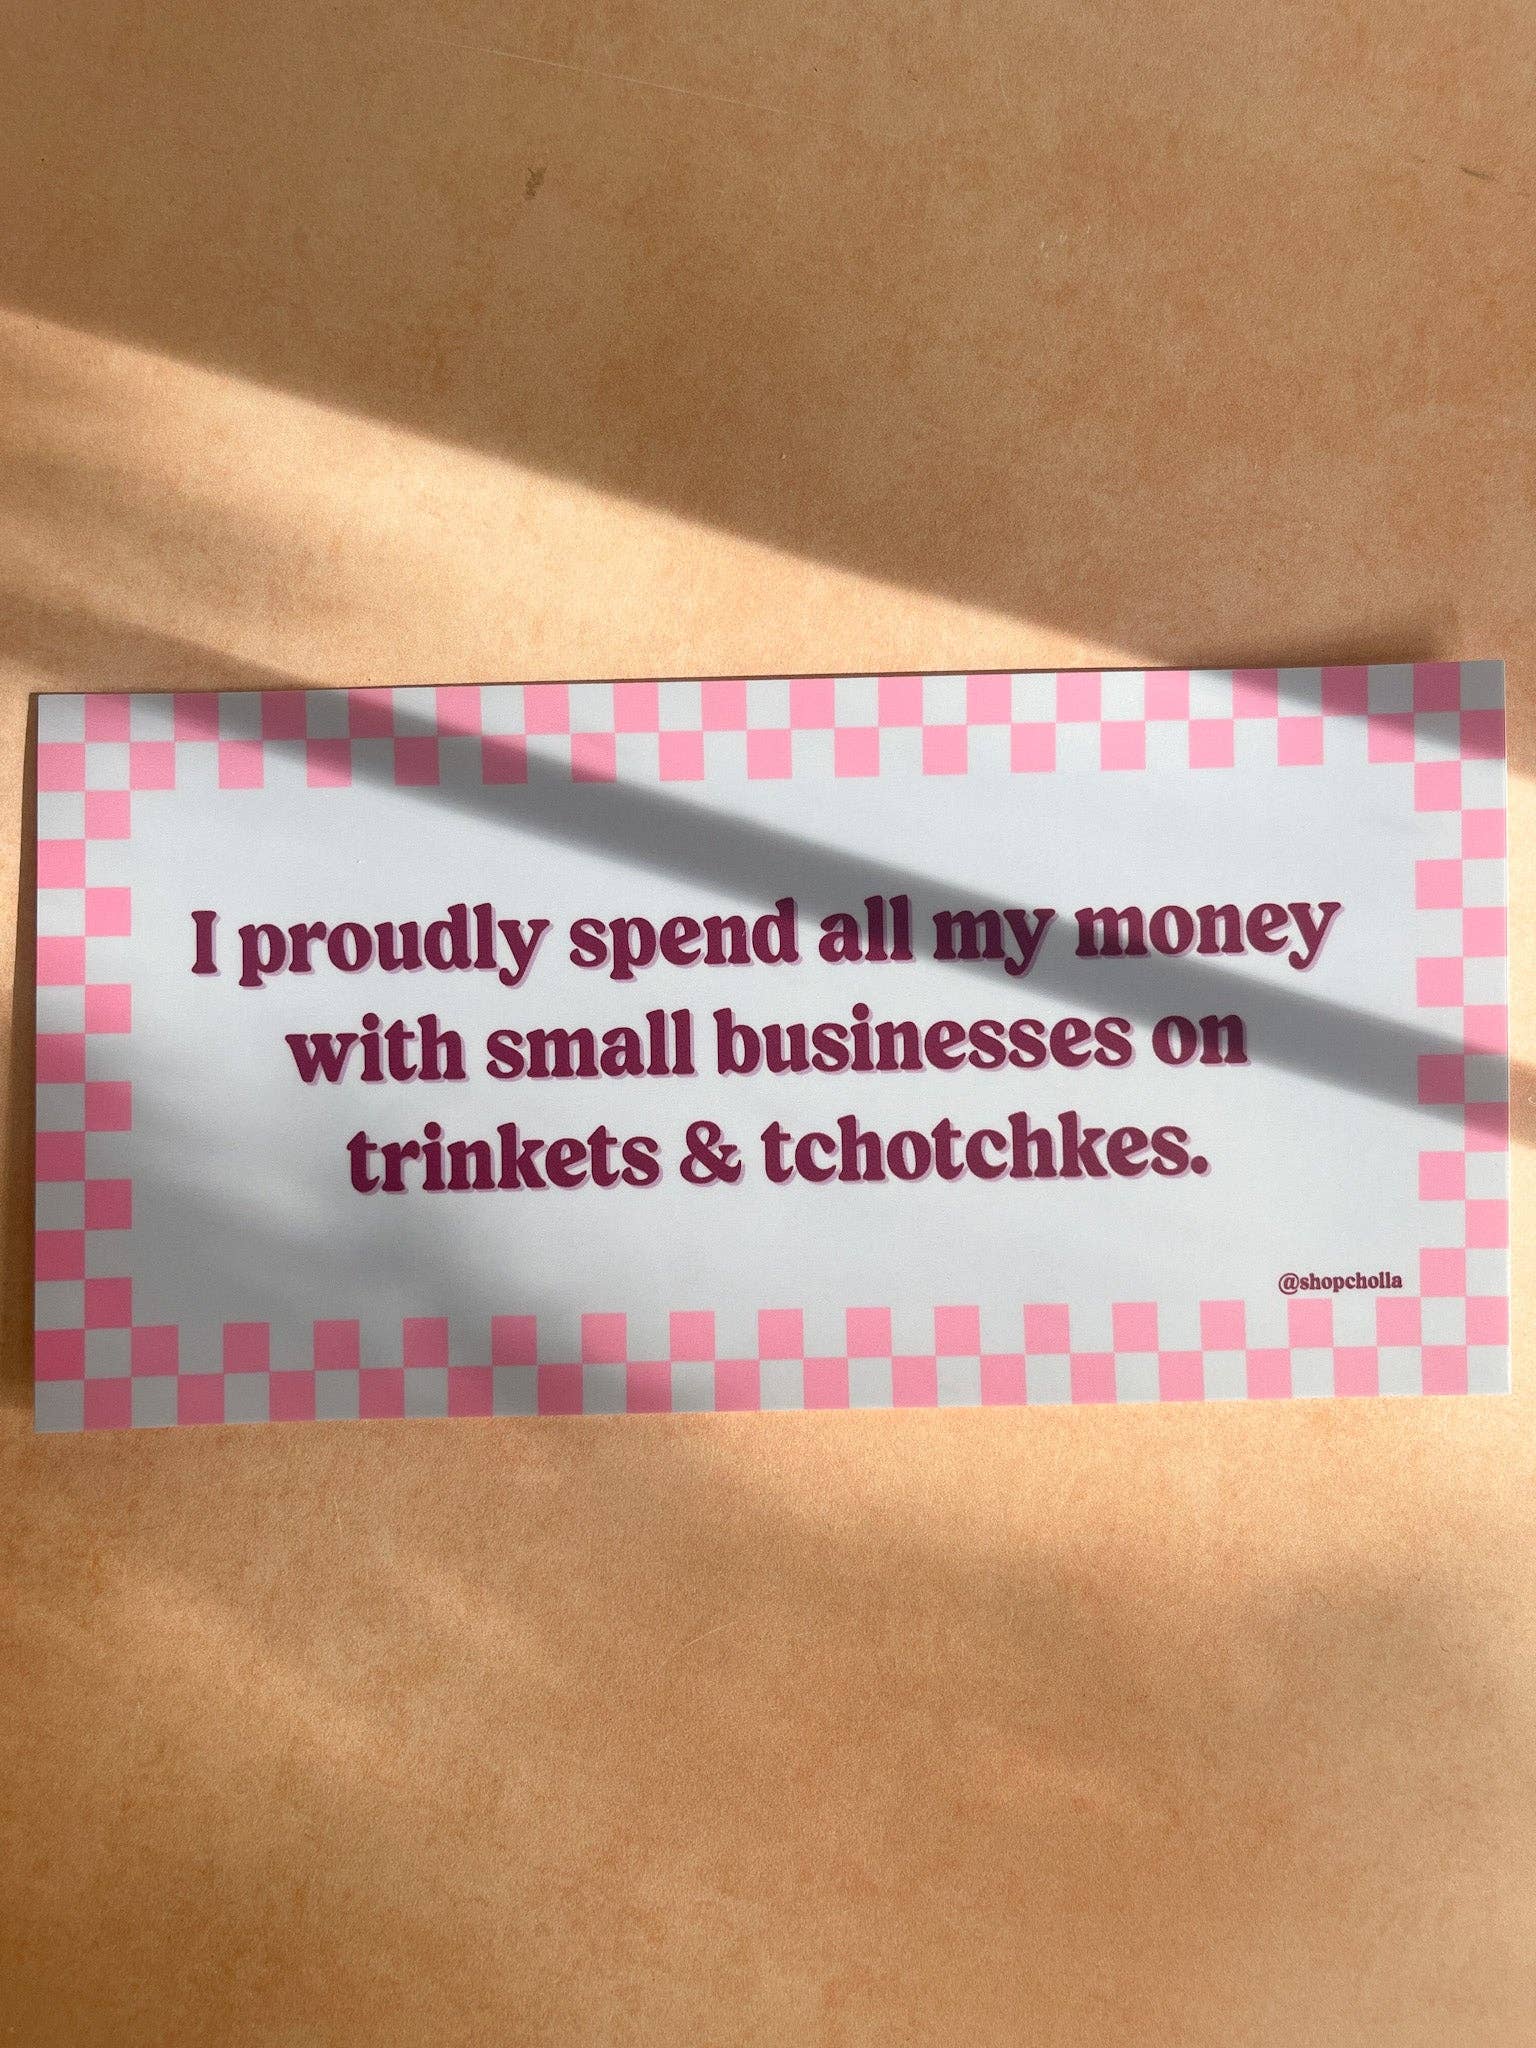 I proudly spend all my money
with small businesses on
trinkets & tchotchkes.
@shopcholla